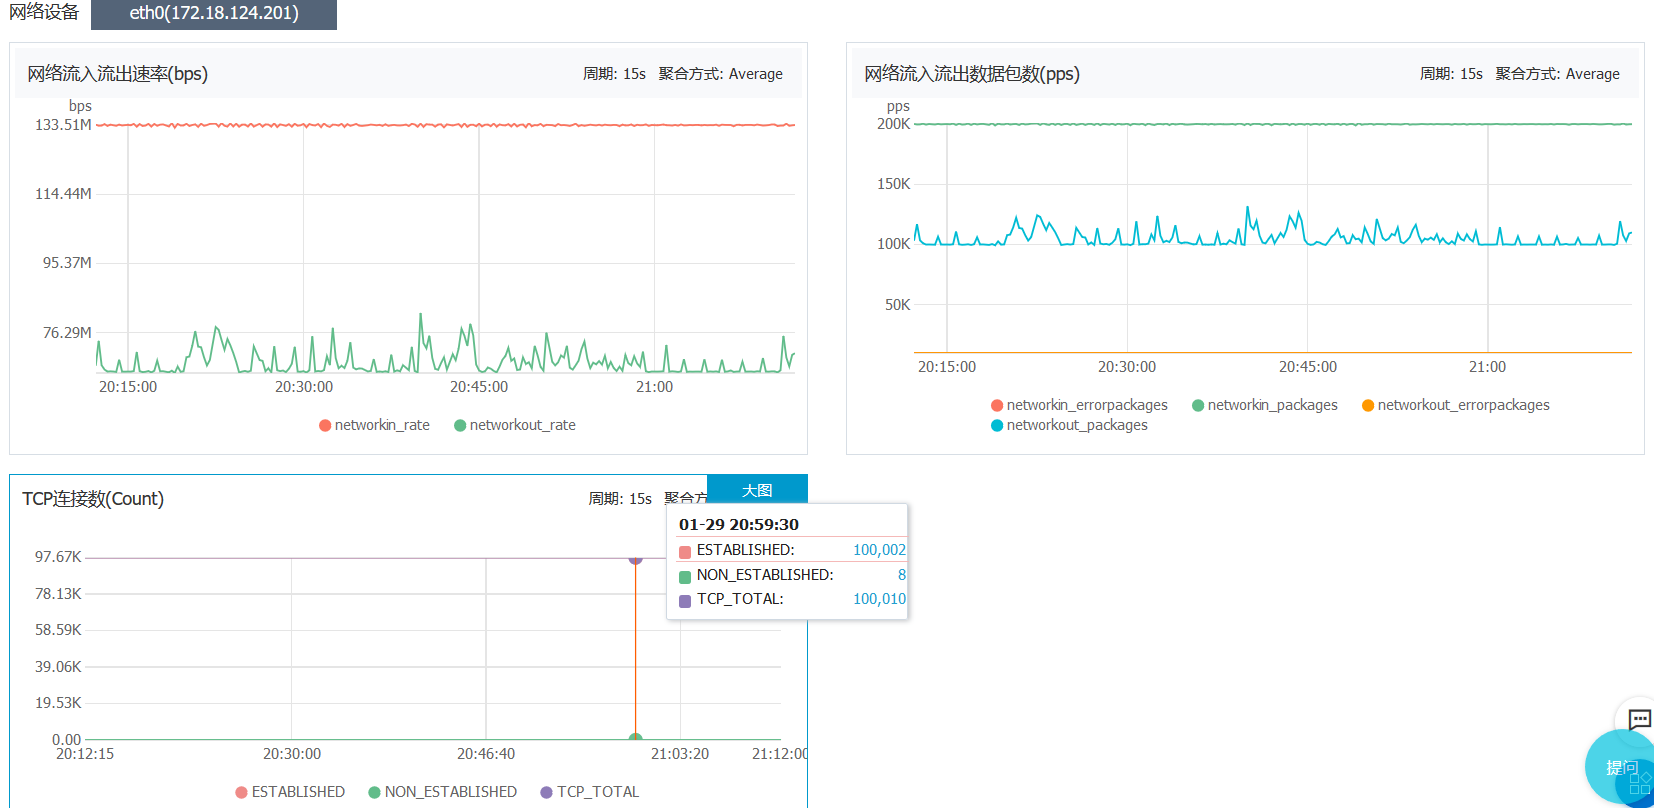 网络设备
eth0(172.18.124.201)
网络流入流出速率(bps)
周期: 15s 聚合方式: Average
bps
133.51M
114.44M
95.37M
76.29M
20:15:00
20:30:00
20:45:00
21:00
networkin_rate
networkout_rate
网络流入流出数据包数(pps)
周期: 15s 聚合方式: Average
pps
200K
150K
100K
50K
20:15:00
20:30:00
20:45:00
21:00
networkin_errorpackages
networkin_packages
networkout_errorpackages
networkout_packages
TCP连接数(Count)
周期: 15s 聚合方
大图
97.67K
78.13K
58.59K
39.06K
19.53K
0.00
20:12:15
20:30:00
20:46:40
21:03:20
21:12:00
01-29 20:59:30
ESTABLISHED: 100,002
NON_ESTABLISHED: 8
TCP_TOTAL: 100,010
ESTABLISHED
NON_ESTABLISHED
TCP_TOTAL
提问